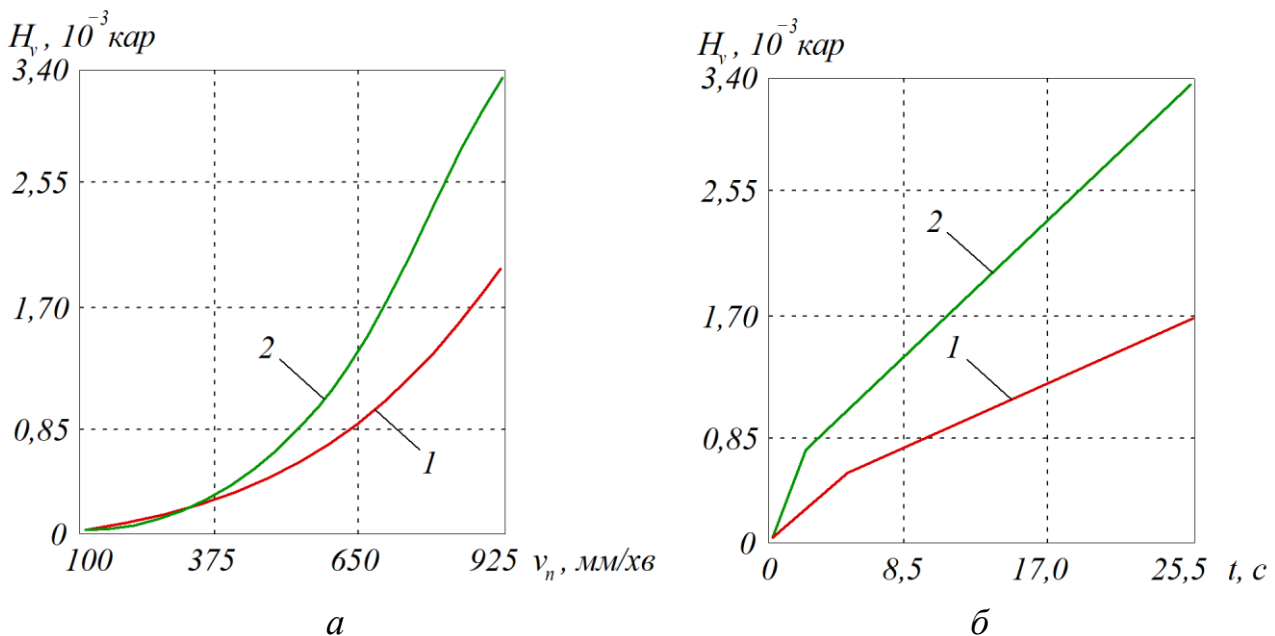 H_v , 10^{-3} кар
3,40
2,55
1,70
0,85
0
100 375 650 925 v_п , мм/хв
2
1
а
H_v , 10^{-3} кар
3,40
2,55
1,70
0,85
0
0 8,5 17,0 25,5 t, с
2
1
б